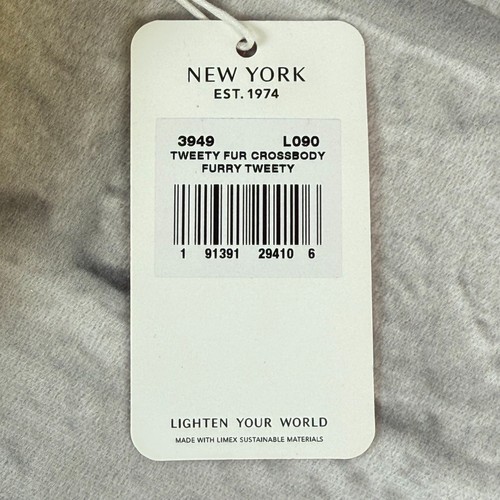 NEW YORK
EST. 1974
3949 L090
TWEETY FUR CROSSBODY
FURRY TWEETY
1 91391 29410 6
LIGHTEN YOUR WORLD
MADE WITH LIMEX SUSTAINABLE MATERIALS